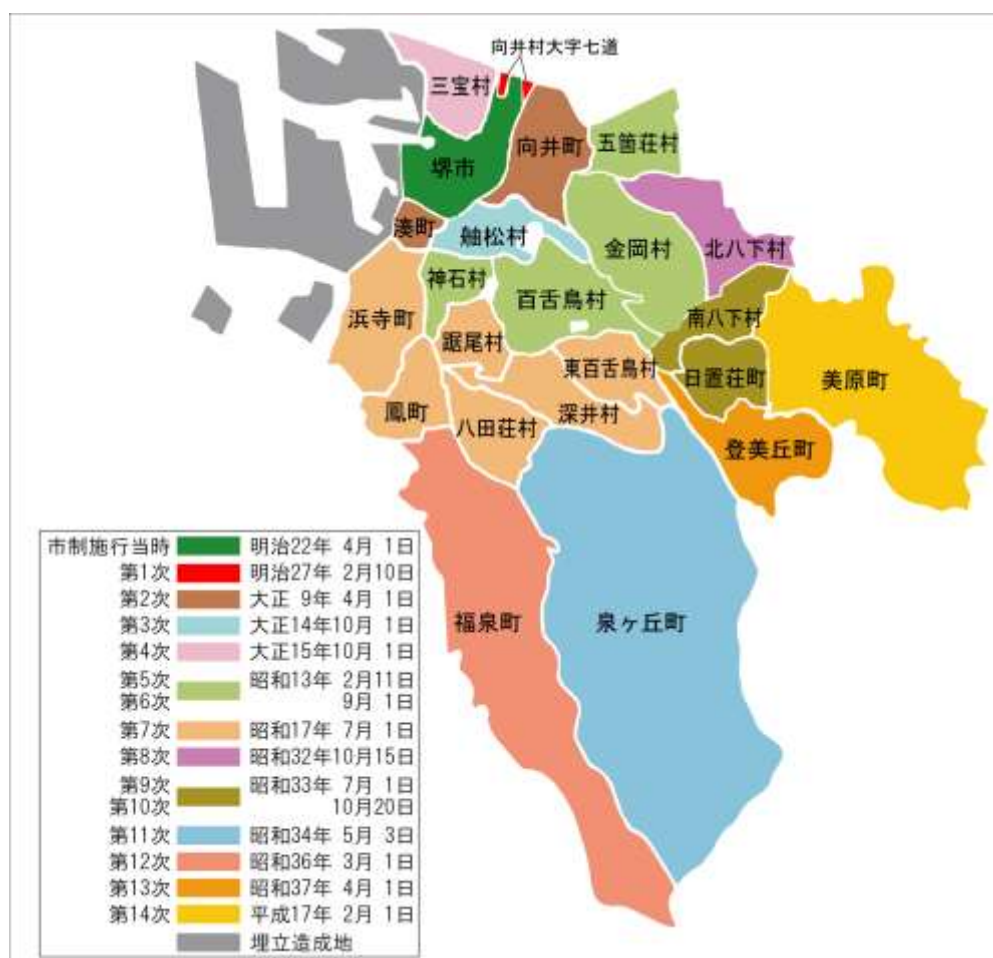 向井村大字七道
三宝村
向井町
五箇荘村
堺市
湊町
舳松村
金岡村
北八下村
神石村
百舌鳥村
浜寺町
南八下村
踞尾村
東百舌鳥村
日置荘町
美原町
鳳町
八田荘村
深井村
登美丘町
福泉町
泉ヶ丘町
市制施行当時 明治22年 4月 1日
第1次 明治27年 2月10日
第2次 大正 9年 4月 1日
第3次 大正14年10月 1日
第4次 大正15年10月 1日
第5次 昭和13年 2月11日
第6次 9月 1日
第7次 昭和17年 7月 1日
第8次 昭和32年10月15日
第9次 昭和33年 7月 1日
第10次 10月20日
第11次 昭和34年 5月 3日
第12次 昭和36年 3月 1日
第13次 昭和37年 4月 1日
第14次 平成17年 2月 1日
埋立造成地